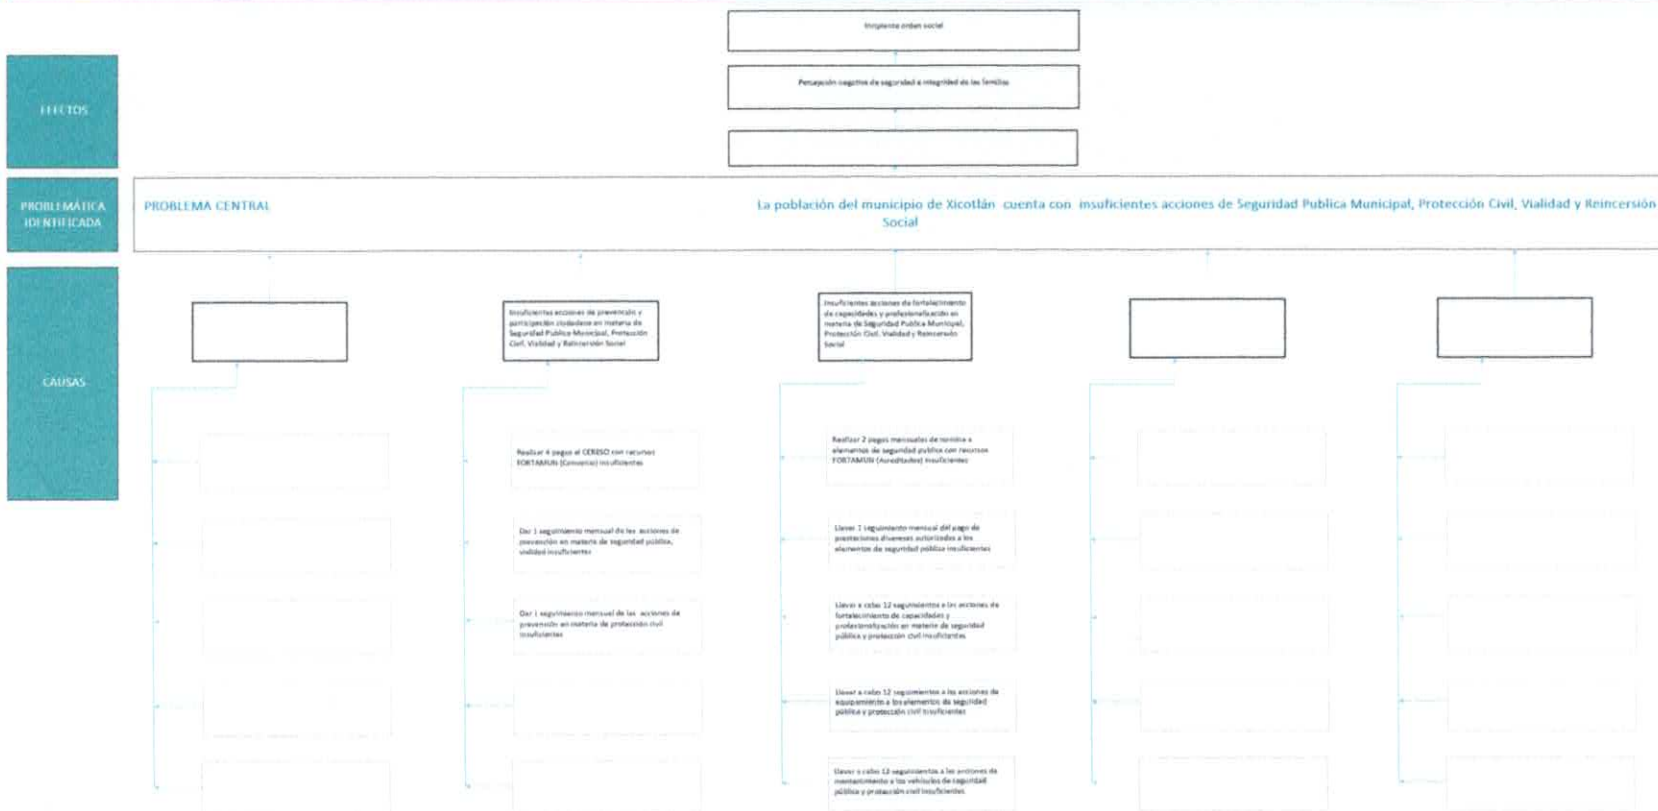 Incipiente orden social
Percepción negativa de seguridad e integridad de las familias
EFECTOS
PROBLEMÁTICA
IDENTIFICADA
PROBLEMA CENTRAL
La población del municipio de Xicotlán cuenta con insuficientes acciones de Seguridad Publica Municipal, Protección Civil, Vialidad y Reincersión
Social
CAUSAS
Insuficientes acciones de prevención y
participación ciudadana en materia de
Seguridad Publica Municipal, Protección
Civil, Vialidad y Reincersión Social
Insuficientes acciones de fortalecimiento
de capacidades y profesionalización en
materia de Seguridad Publica Municipal,
Protección Civil, Vialidad y Reincersión
Social
Realizar 4 pagos al CERESO con recursos
FORTAMUN (Convenio) insuficientes
Dar 1 seguimiento mensual de las acciones de
prevención en materia de seguridad pública,
vialidad insuficientes
Dar 1 seguimiento mensual de las acciones de
prevención en materia de protección civil
insuficientes
Realizar 2 pagos mensuales de nomina a
elementos de seguridad publica con recursos
FORTAMUN (Acreditados) insuficientes
Llevar 1 seguimiento mensual del pago de
prestaciones diversas autorizadas a los
elementos de seguridad pública insuficientes
Llevar a cabo 12 seguimientos a las acciones de
fortalecimiento de capacidades y
profesionalización en materia de seguridad
pública y protección civil insuficientes
Llevar a cabo 12 seguimientos a las acciones de
equipamiento a los elementos de seguridad
pública y protección civil insuficientes
Llevar a cabo 12 seguimientos a las acciones de
mantenimiento a los vehículos de seguridad
pública y protección civil insuficientes